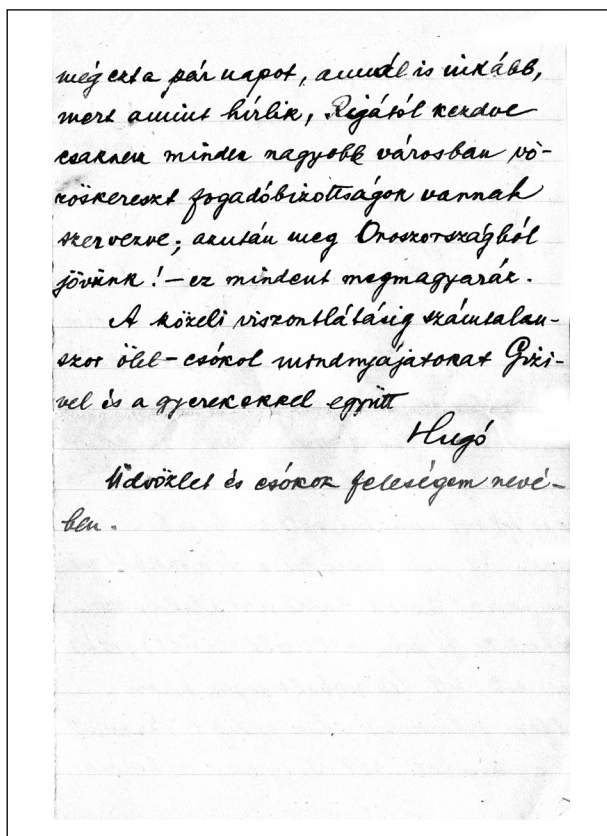 még ezt a pár napot, annál is inkább,
mert amint hírlik, Rigától kezdve
csaknem minden nagyobb városban vö-
röskereszt fogadóbizottságok vannak
szervezve; azután meg Oroszországból
jövünk! – ez mindent megmagyaráz.
A közeli viszontlátásig számtalan-
szor ölel – csókol mindnyájatokat Gizi-
vel és a gyerekekkel együtt
Hugó
Üdvözlet és csókok feleségem nevé-
ben.